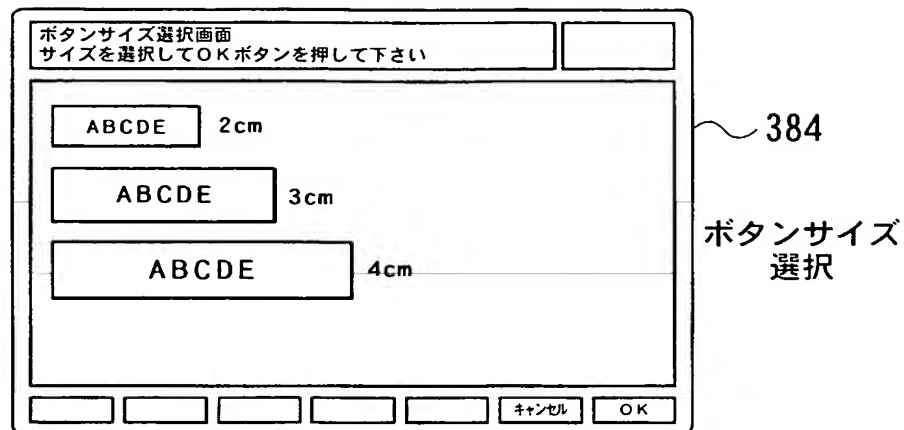 ボタンサイズ選択画面
サイズを選択してOKボタンを押して下さい
ABCDE 2cm
ABCDE 3cm
ABCDE 4cm
キャンセル OK
384
ボタンサイズ
選択